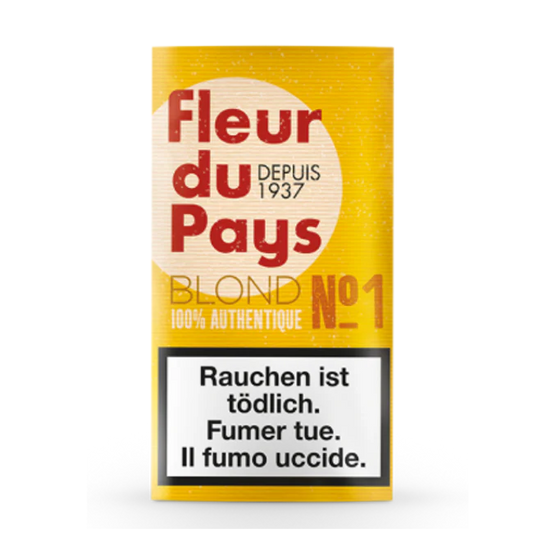 Fleur
du DEPUIS
1937
Pays
BLOND
100% AUTHENTIQUE
Nº1
Rauchen ist
tödlich.
Fumer tue.
Il fumo uccide.